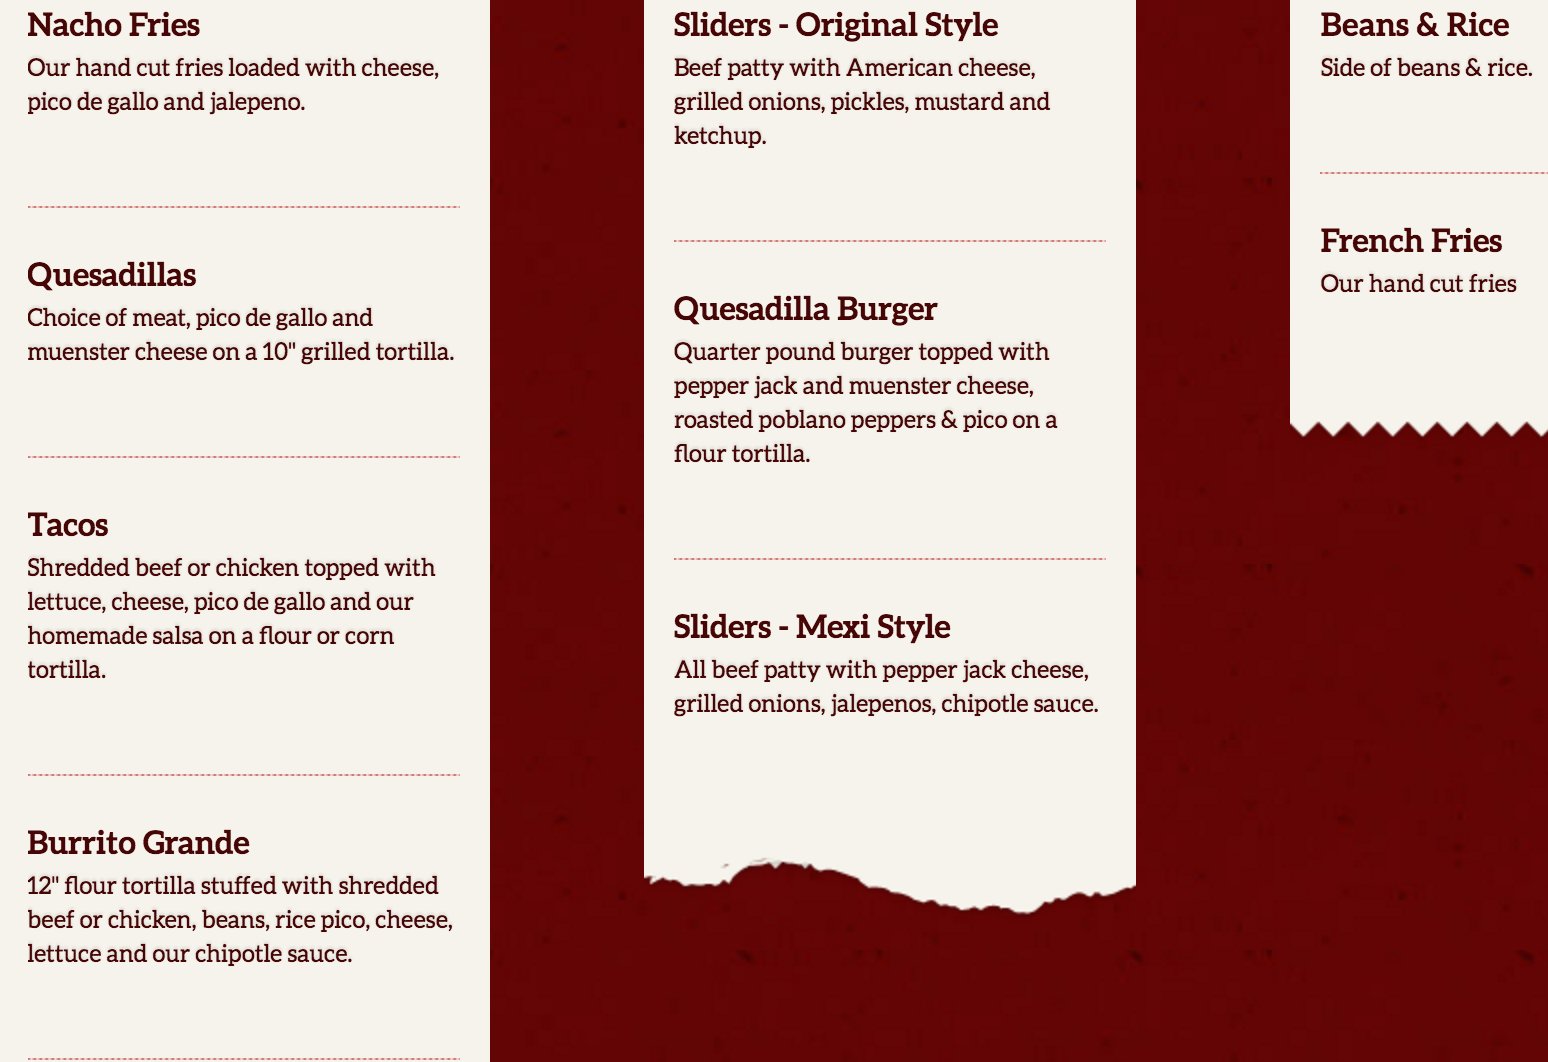 Nacho Fries
Our hand cut fries loaded with cheese,
pico de gallo and jalepeno.
Quesadillas
Choice of meat, pico de gallo and
muenster cheese on a 10" grilled tortilla.
Tacos
Shredded beef or chicken topped with
lettuce, cheese, pico de gallo and our
homemade salsa on a flour or corn
tortilla.
Burrito Grande
12" flour tortilla stuffed with shredded
beef or chicken, beans, rice pico, cheese,
lettuce and our chipotle sauce.
Sliders - Original Style
Beef patty with American cheese,
grilled onions, pickles, mustard and
ketchup.
Quesadilla Burger
Quarter pound burger topped with
pepper jack and muenster cheese,
roasted poblano peppers & pico on a
flour tortilla.
Sliders - Mexi Style
All beef patty with pepper jack cheese,
grilled onions, jalepenos, chipotle sauce.
Beans & Rice
Side of beans & rice.
French Fries
Our hand cut fries